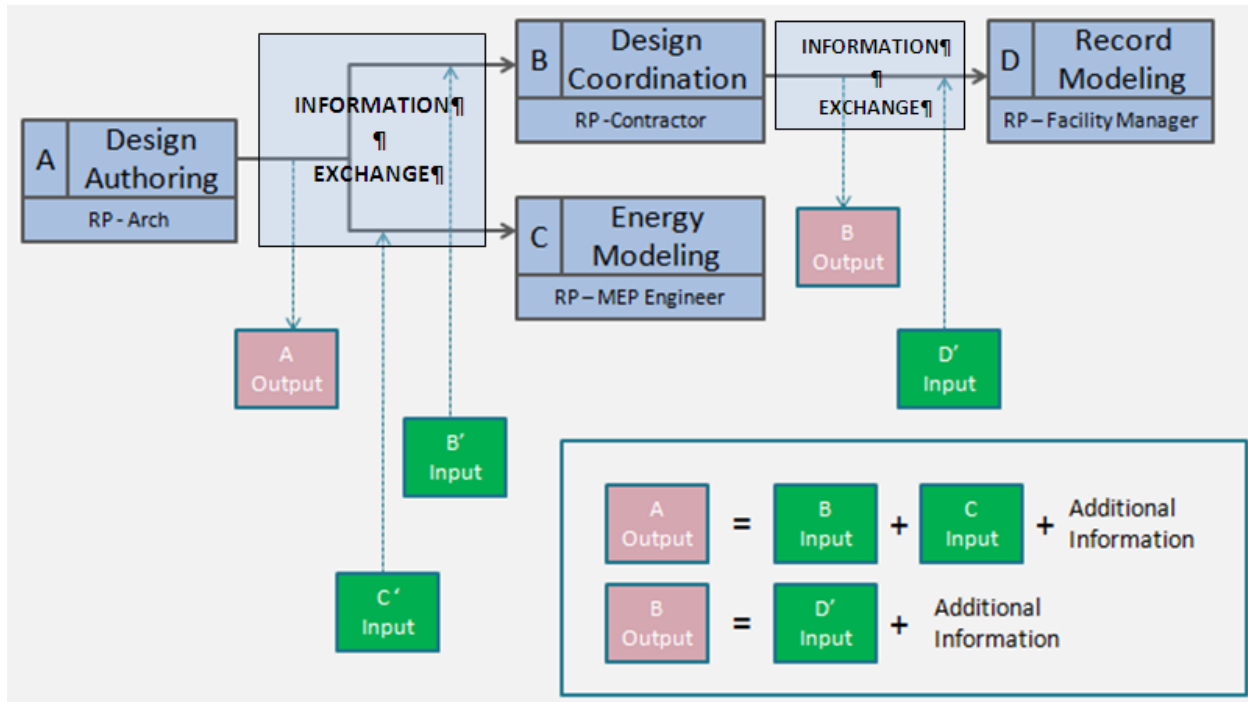 A
Design
Authoring
RP - Arch
INFORMATION¶
¶
EXCHANGE¶
B
Design
Coordination
RP -Contractor
INFORMATION¶
¶
EXCHANGE¶
D
Record
Modeling
RP – Facility Manager
C
Energy
Modeling
RP – MEP Engineer
B
Output
A
Output
D′
Input
B′
Input
C ′
Input
A
Output
=
B
Input
+
C
Input
+
Additional
Information
B
Output
=
D′
Input
+
Additional
Information